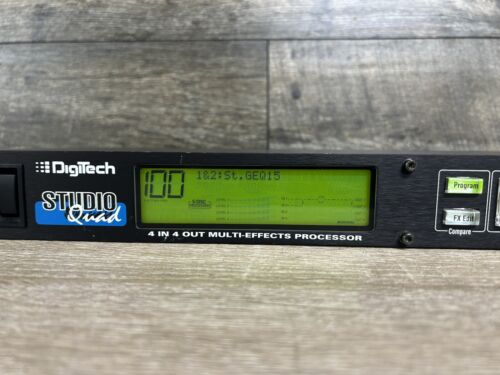 DigiTech
STUDIO
Quad
100
1&2:St.GEQ15
4 IN 4 OUT MULTI-EFFECTS PROCESSOR
Program
FX Edit
Compare